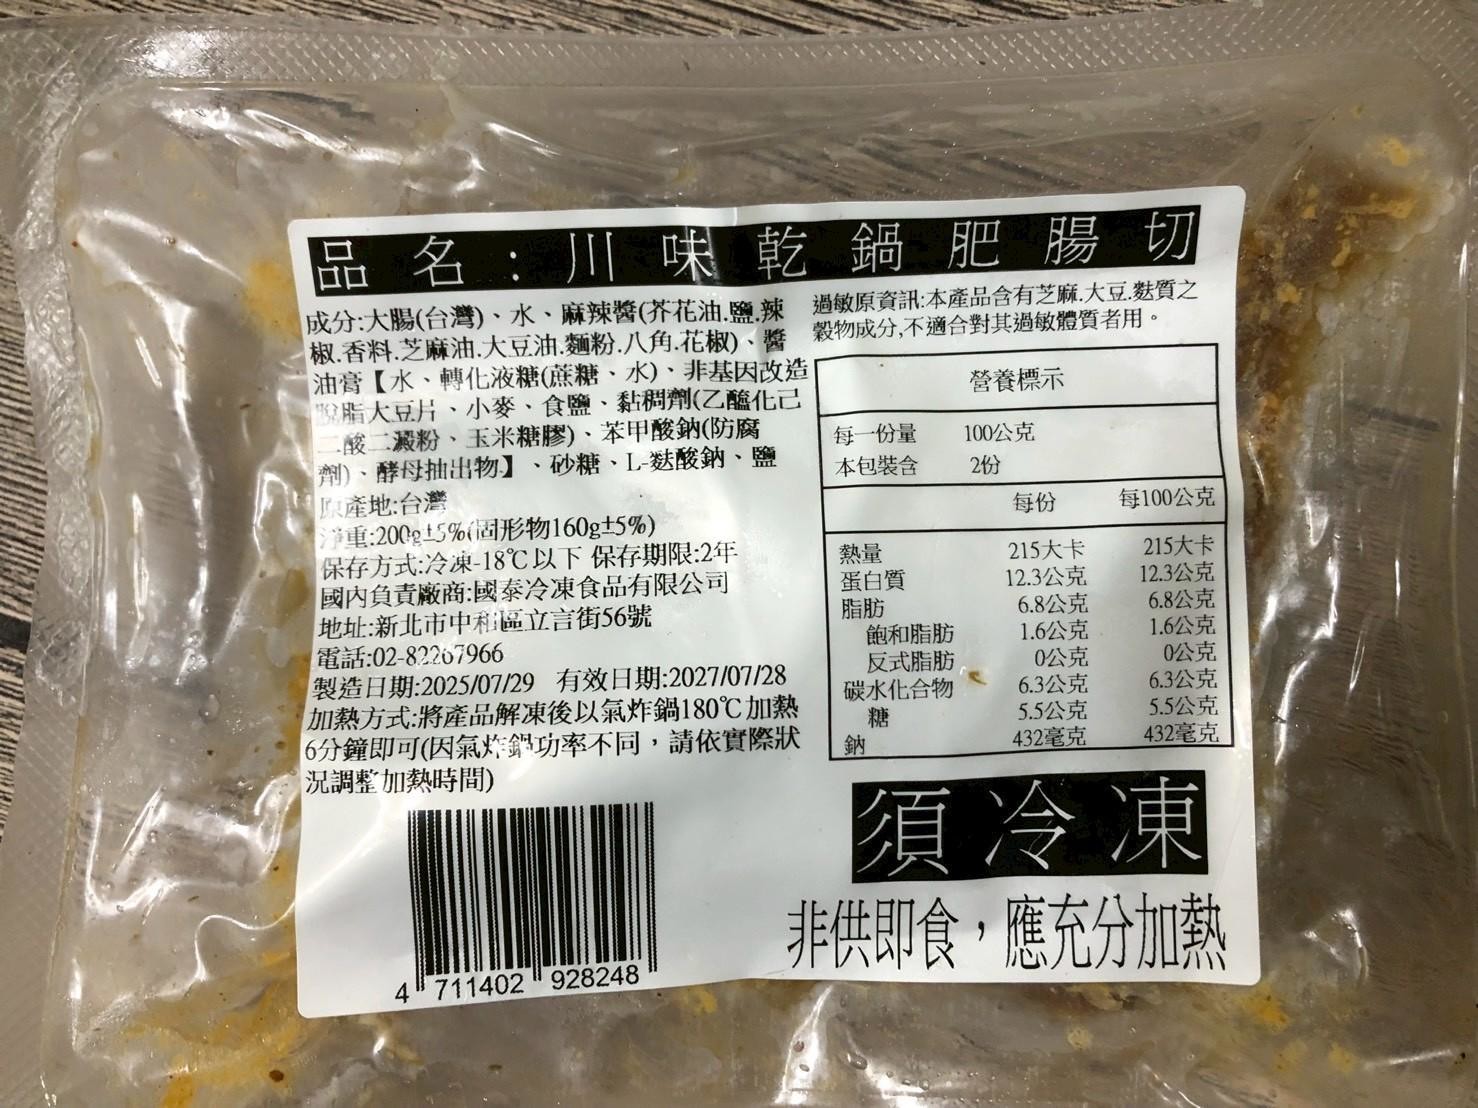 品名:川味乾鍋肥腸切
成分:大腸(台灣)、水、麻辣醬(芥花油.鹽.辣
椒.香料.芝麻油.大豆油.麵粉.八角.花椒)、醬
油膏【水、轉化液糖(蔗糖、水)、非基因改造
脫脂大豆片、小麥、食鹽、黏稠劑(乙醯化己
二酸二澱粉、玉米糖膠)、苯甲酸鈉(防腐
劑)、酵母抽出物】、砂糖、L-麩酸鈉、鹽
原產地:台灣
淨重:200g±5%(固形物160g±5%)
保存方式:冷凍-18℃以下 保存期限:2年
國內負責廠商:國泰冷凍食品有限公司
地址:新北市中和區立言街56號
電話:02-82267966
製造日期:2025/07/29 有效日期:2027/07/28
加熱方式:將產品解凍後以氣炸鍋180℃加熱
6分鐘即可(因氣炸鍋功率不同,請依實際狀
況調整加熱時間)
4 711402 928248
過敏原資訊:本產品含有芝麻.大豆.麩質之
穀物成分,不適合對其過敏體質者用。
營養標示
每一份量 100公克
本包裝含 2份
每份 每100公克
熱量 215大卡 215大卡
蛋白質 12.3公克 12.3公克
脂肪 6.8公克 6.8公克
飽和脂肪 1.6公克 1.6公克
反式脂肪 0公克 0公克
碳水化合物 6.3公克 6.3公克
糖 5.5公克 5.5公克
鈉 432毫克 432毫克
須冷凍
非供即食,應充分加熱